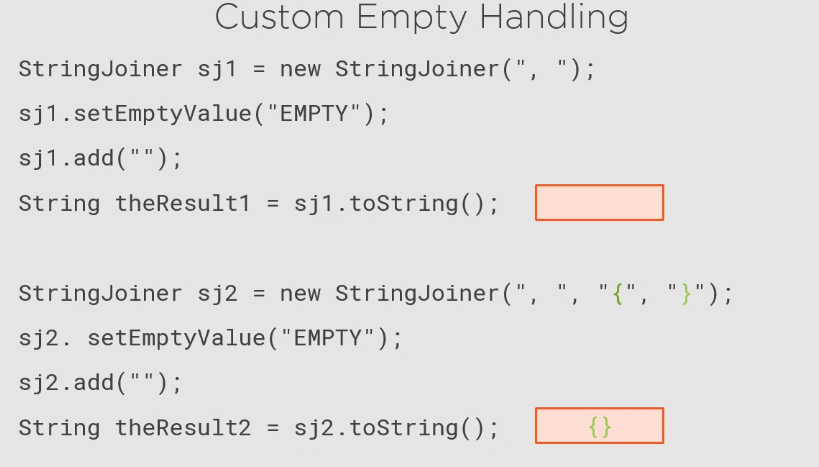 Custom Empty Handling
StringJoiner sj1 = new StringJoiner(", ");
sj1.setEmptyValue("EMPTY");
sj1.add("");
String theResult1 = sj1.toString();
StringJoiner sj2 = new StringJoiner(", ", "{", "}");
sj2. setEmptyValue("EMPTY");
sj2.add("");
String theResult2 = sj2.toString(); {}